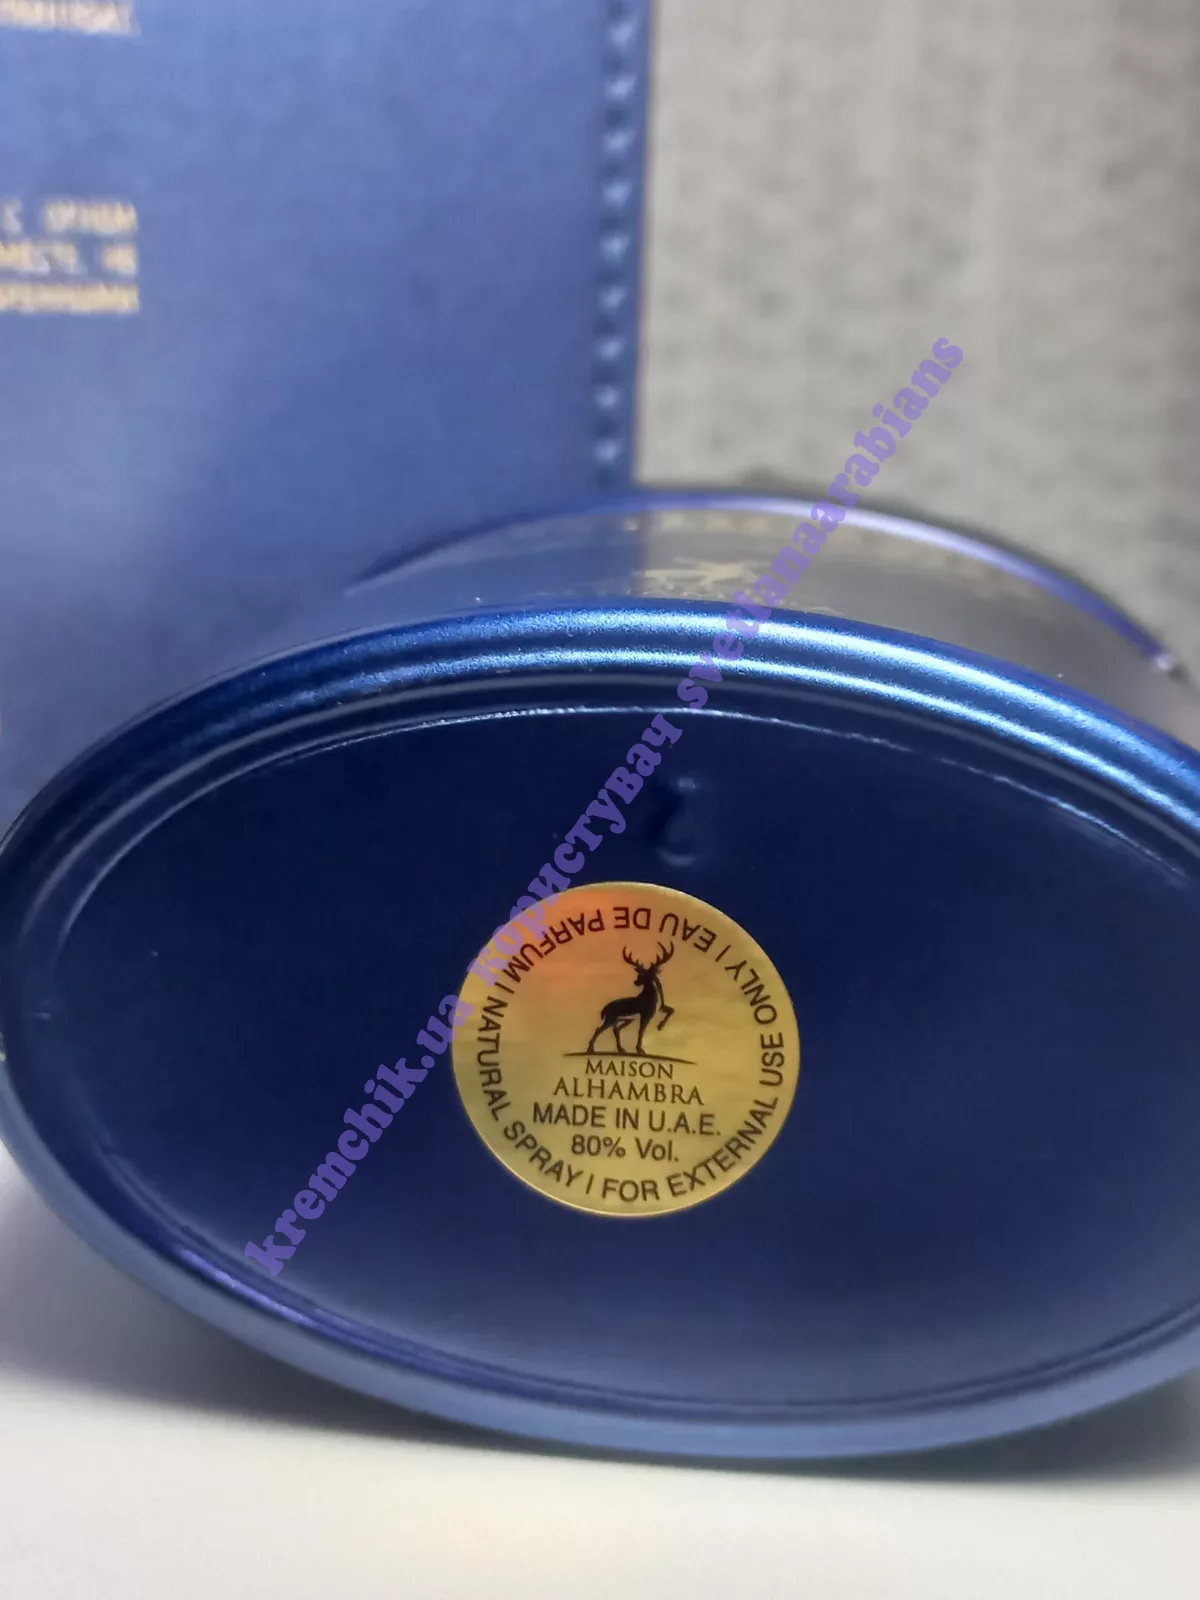 С ОГНЕМ
kremchik.ua Користувач svetlanaarabians
EAU DE PARFUM | NATURAL SPRAY | FOR EXTERNAL USE ONLY |
MAISON
ALHAMBRA
MADE IN U.A.E.
80% Vol.